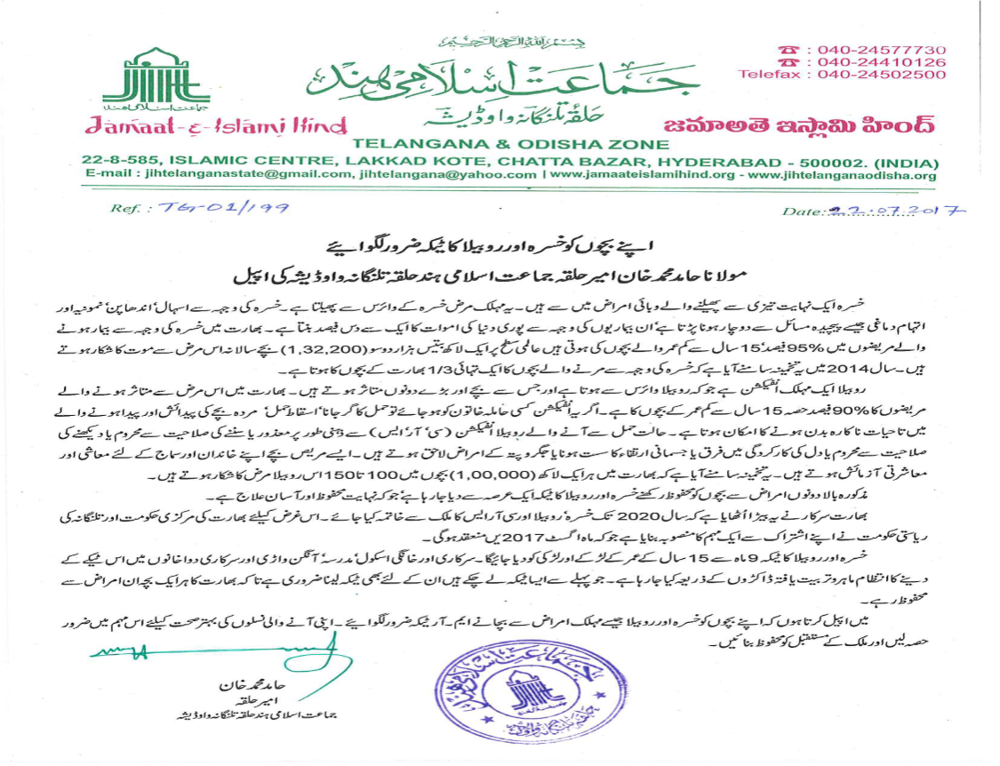 بسم اللہ الرحمن الرحیم
جماعت اسلامی ہند
حلقہ تلنگانہ و اوڈیشہ
☎ : 040-24577730
☎ : 040-24410126
Telefax : 040-24502500
جماعت اسلامی ہند
Jamaat-e-Islami Hind
జమాఅతె ఇస్లామి హింద్
TELANGANA & ODISHA ZONE
22-8-585, ISLAMIC CENTRE, LAKKAD KOTE, CHATTA BAZAR, HYDERABAD - 500002. (INDIA)
E-mail : jihtelanganastate@gmail.com, jihtelangana@yahoo.com | www.jamaateislamihind.org - www.jihtelanganaodisha.org
Ref. : TG-01/199
Date: 22.07.2017
اپنے بچوں کو خسرہ اور روبیلا کا ٹیکہ ضرور لگوائیے
مولانا حامد محمد خان امیر حلقہ جماعت اسلامی ہند حلقہ تلنگانہ و اوڈیشہ کی اپیل
خسرہ ایک نہایت تیزی سے پھیلنے والے وبائی امراض میں سے ہیں۔ یہ مہلک مرض خسرہ کے وائرس سے پھیلتا ہے۔ خسرہ کی وجہ سے اسہال‘ اندھاپن‘ نمونیہ اور
التہام دماغی جیسے پیچیدہ مسائل سے دوچار ہونا پڑتا ہے‘ ان بیماریوں کی وجہ سے پوری دنیا کی اموات کا ایک سے دس فیصد بنتا ہے۔ بھارت میں خسرہ کی وجہ سے بیمار ہونے
والے مریضوں میں 95% فیصد‘ 15 سال سے کم عمر والے بچوں کی ہوتی ہیں عالمی سطح پر ایک لاکھ بتیس ہزار دو سو (1,32,200) بچے سالانہ اس مرض سے موت کا شکار ہوتے
ہیں۔ سال 2014 میں یہ تخمینہ سامنے آیا ہے کہ خسرہ کی وجہ سے مرنے والے بچوں کا ایک تہائی 1/3 بھارت کے بچوں کا ہوتا ہے۔
روبیلا ایک مہلک انفیکشن ہے جو کہ روبیلا وائرس سے ہوتا ہے اور جس سے بچے اور بڑے دونوں متاثر ہوتے ہیں۔ بھارت میں اس مرض سے متاثر ہونے والے
مریضوں کا 90% فیصد حصہ 15 سال سے کم عمر کے بچوں کا ہے۔ اگر یہ انفیکشن کسی حاملہ خاتون کو ہو جائے تو حمل کا گر جانا‘ اسقاط حمل‘ مردہ بچے کی پیدائش اور پیدا ہونے والے
میں تاحیات ناکارہ بدن ہونے کا امکان ہوتا ہے۔ حالت حمل سے آنے والے روبیلا انفیکشن (سی‘ آر‘ ایس) سے ذہنی طور پر معذور یا سننے کی صلاحیت سے محروم یا دیکھنے کی
صلاحیت سے محروم یا دل کی کارکردگی میں فرق یا جسمانی ارتقاء کا سست ہونا یا جگر و پتہ کے امراض لاحق ہوتے ہیں۔ ایسے مریض بچے اپنے خاندان اور سماج کے لئے معاشی اور
معاشرتی آزمائش ہوتے ہیں۔ یہ تخمینہ سامنے آیا ہے کہ بھارت میں ہر ایک لاکھ (1,00,000) بچوں میں 100 تا 150 اس روبیلا مرض کا شکار ہوتے ہیں۔
مذکورہ بالا دونوں امراض سے بچوں کو محفوظ رکھنے خسرہ اور روبیلا کا ٹیکہ ایک عرصہ سے دیا جا رہا ہے‘ جو کہ نہایت محفوظ اور آسان علاج ہے۔
بھارت سرکار نے یہ بیڑا اُٹھایا ہے کہ سال 2020 تک خسرہ‘ روبیلا اور سی آر ایس کا ملک سے خاتمہ کیا جائے۔ اس غرض کیلئے بھارت کی مرکزی حکومت اور تلنگانہ کی
ریاستی حکومت نے اپنے اشتراک سے ایک مہم کا منصوبہ بنایا ہے جو کہ ماہ اگسٹ 2017 یں منعقد ہوگی۔
خسرہ اور روبیلا کا ٹیکہ 9 ماہ سے 15 سال کے عمر کے لڑکے اور لڑکی کو دیا جائیگا۔ سرکاری اور خانگی اسکول‘ مدرسہ‘ آنگن واڑی اور سرکاری دواخانوں میں اس ٹیکے کے
دینے کا انتظام ماہر و تربیت یافتہ ڈاکڑوں کے ذریعہ کیا جا رہا ہے۔ جو پہلے سے ایسا ٹیکہ لے چکے ہیں ان کے لئے بھی ٹیکہ لینا ضروری ہے تاکہ بھارت کا ہر ایک بچہ ان امراض سے
محفوظ رہے۔
میں اپیل کرتا ہوں کہ اپنے بچوں کو خسرہ اور روبیلا جیسے مہلک امراض سے بچانے ایم۔ آر ٹیکہ ضرور لگوائیے۔ اپنی آنے والی نسلوں کی بہتر صحت کیلئے اس مہم میں ضرور
حصہ لیں اور ملک کے مستقبل کو محفوظ بنائیں۔
حامد محمد خان
امیر حلقہ
جماعت اسلامی ہند حلقہ تلنگانہ و اوڈیشہ
جماعت اسلامی ہند
حلقہ تلنگانہ و اوڈیشہ